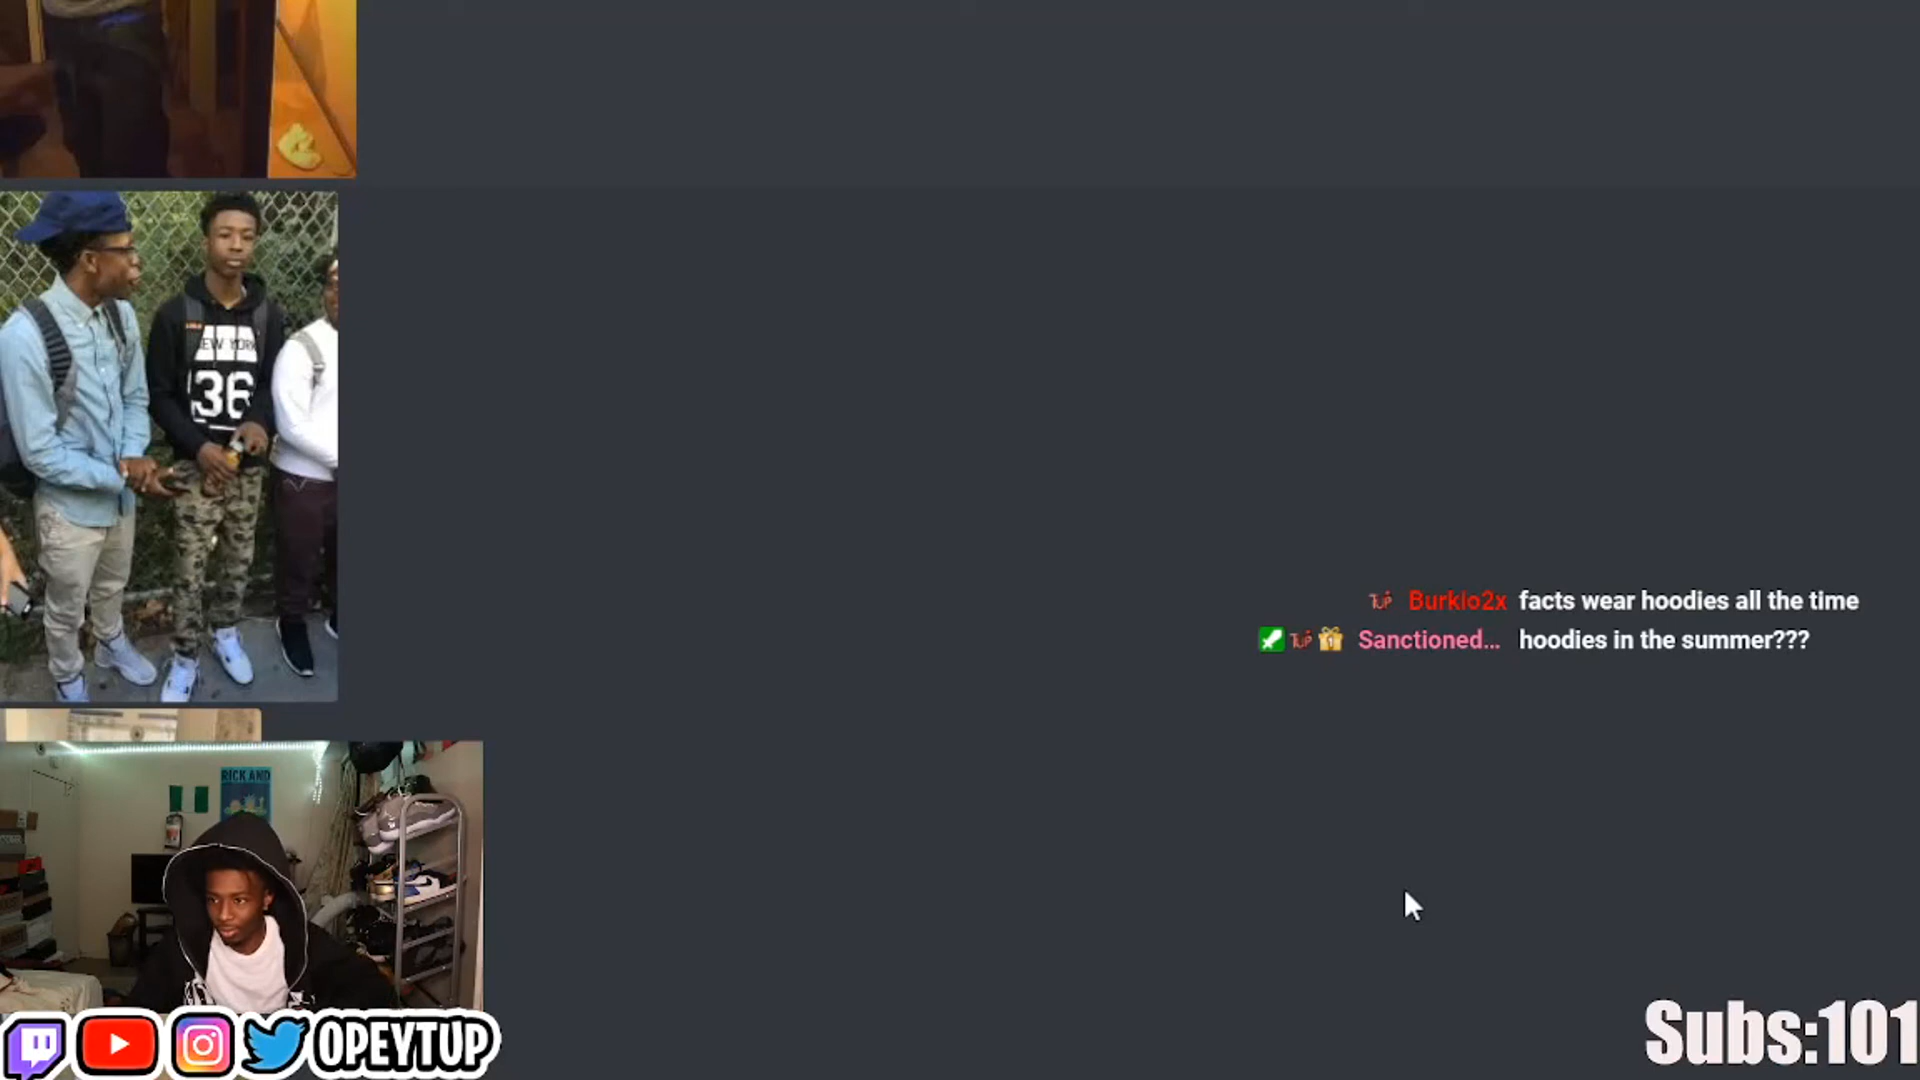 NEW YORK
36
Burklo2x facts wear hoodies all the time
Sanctioned... hoodies in the summer???
RICK AND
OPEYTUP
Subs:101